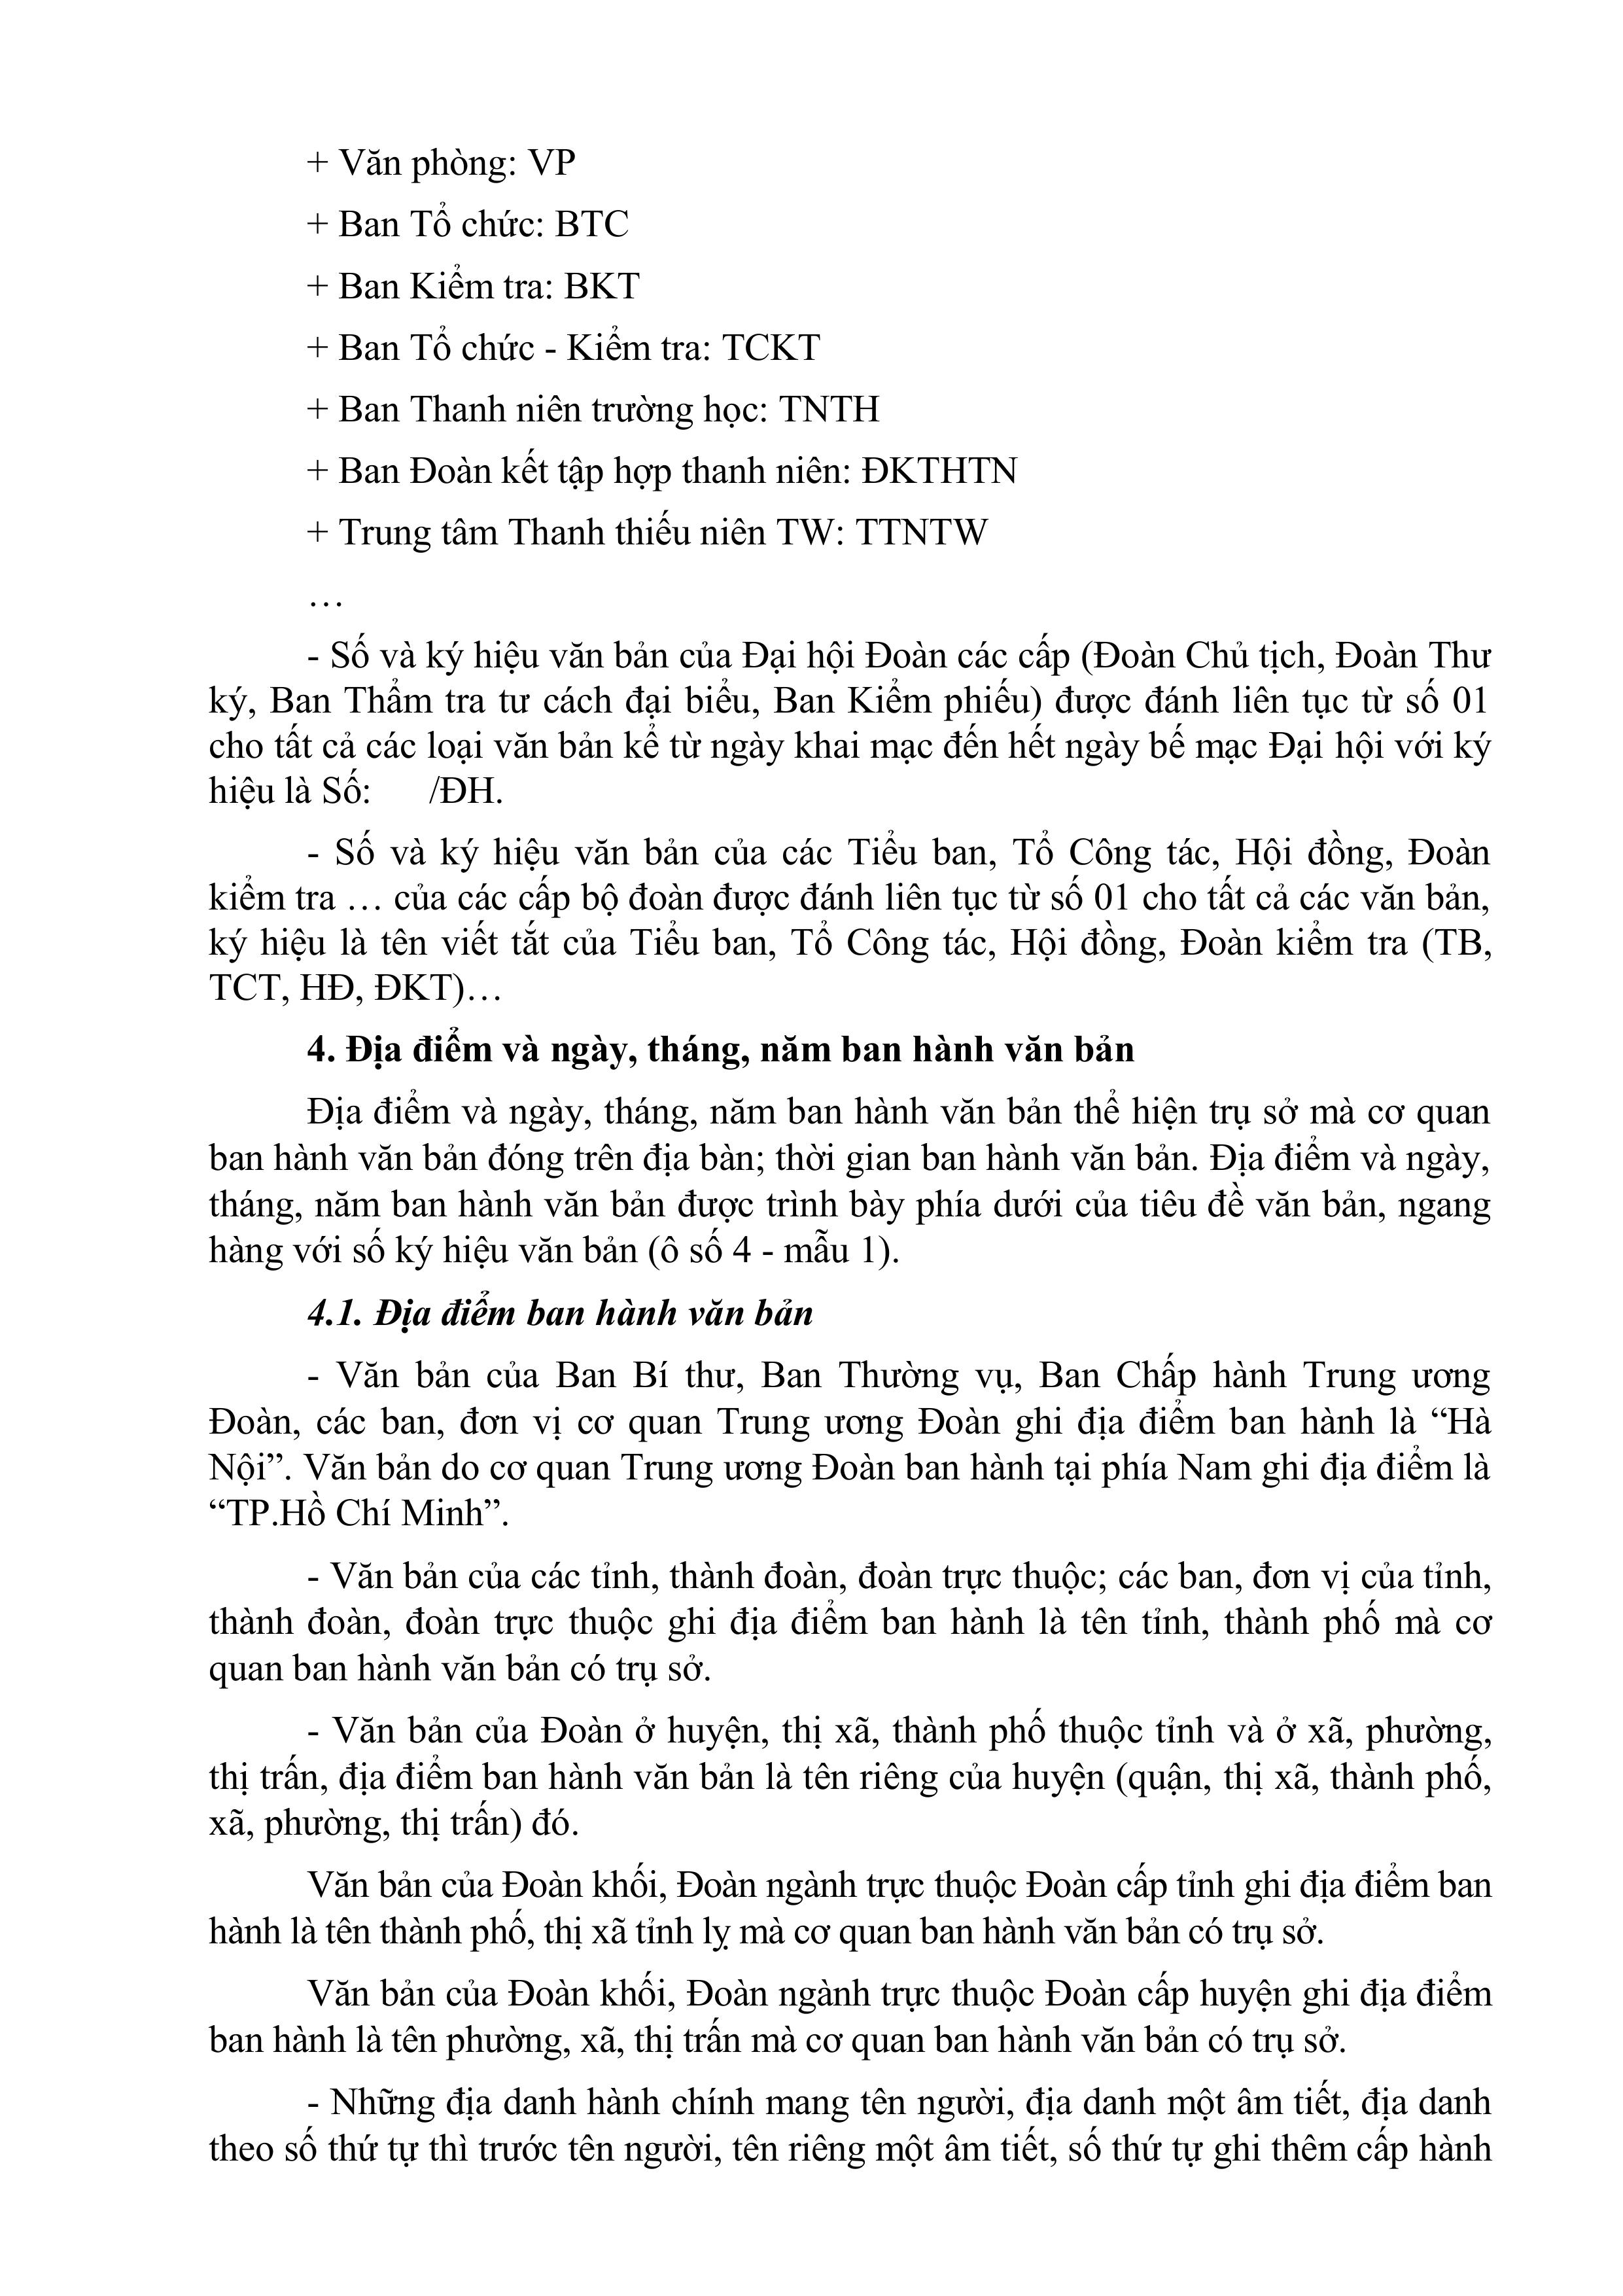 + Văn phòng: VP
+ Ban Tổ chức: BTC
+ Ban Kiểm tra: BKT
+ Ban Tổ chức - Kiểm tra: TCKT
+ Ban Thanh niên trường học: TNTH
+ Ban Đoàn kết tập hợp thanh niên: ĐKTHTN
+ Trung tâm Thanh thiếu niên TW: TTNTW
…
- Số và ký hiệu văn bản của Đại hội Đoàn các cấp (Đoàn Chủ tịch, Đoàn Thư
ký, Ban Thẩm tra tư cách đại biểu, Ban Kiểm phiếu) được đánh liên tục từ số 01
cho tất cả các loại văn bản kể từ ngày khai mạc đến hết ngày bế mạc Đại hội với ký
hiệu là Số:      /ĐH.
- Số và ký hiệu văn bản của các Tiểu ban, Tổ Công tác, Hội đồng, Đoàn
kiểm tra … của các cấp bộ đoàn được đánh liên tục từ số 01 cho tất cả các văn bản,
ký hiệu là tên viết tắt của Tiểu ban, Tổ Công tác, Hội đồng, Đoàn kiểm tra (TB,
TCT, HĐ, ĐKT)…
4. Địa điểm và ngày, tháng, năm ban hành văn bản
Địa điểm và ngày, tháng, năm ban hành văn bản thể hiện trụ sở mà cơ quan
ban hành văn bản đóng trên địa bàn; thời gian ban hành văn bản. Địa điểm và ngày,
tháng, năm ban hành văn bản được trình bày phía dưới của tiêu đề văn bản, ngang
hàng với số ký hiệu văn bản (ô số 4 - mẫu 1).
4.1. Địa điểm ban hành văn bản
- Văn bản của Ban Bí thư, Ban Thường vụ, Ban Chấp hành Trung ương
Đoàn, các ban, đơn vị cơ quan Trung ương Đoàn ghi địa điểm ban hành là “Hà
Nội”. Văn bản do cơ quan Trung ương Đoàn ban hành tại phía Nam ghi địa điểm là
“TP.Hồ Chí Minh”.
- Văn bản của các tỉnh, thành đoàn, đoàn trực thuộc; các ban, đơn vị của tỉnh,
thành đoàn, đoàn trực thuộc ghi địa điểm ban hành là tên tỉnh, thành phố mà cơ
quan ban hành văn bản có trụ sở.
- Văn bản của Đoàn ở huyện, thị xã, thành phố thuộc tỉnh và ở xã, phường,
thị trấn, địa điểm ban hành văn bản là tên riêng của huyện (quận, thị xã, thành phố,
xã, phường, thị trấn) đó.
Văn bản của Đoàn khối, Đoàn ngành trực thuộc Đoàn cấp tỉnh ghi địa điểm ban
hành là tên thành phố, thị xã tỉnh lỵ mà cơ quan ban hành văn bản có trụ sở.
Văn bản của Đoàn khối, Đoàn ngành trực thuộc Đoàn cấp huyện ghi địa điểm
ban hành là tên phường, xã, thị trấn mà cơ quan ban hành văn bản có trụ sở.
- Những địa danh hành chính mang tên người, địa danh một âm tiết, địa danh
theo số thứ tự thì trước tên người, tên riêng một âm tiết, số thứ tự ghi thêm cấp hành